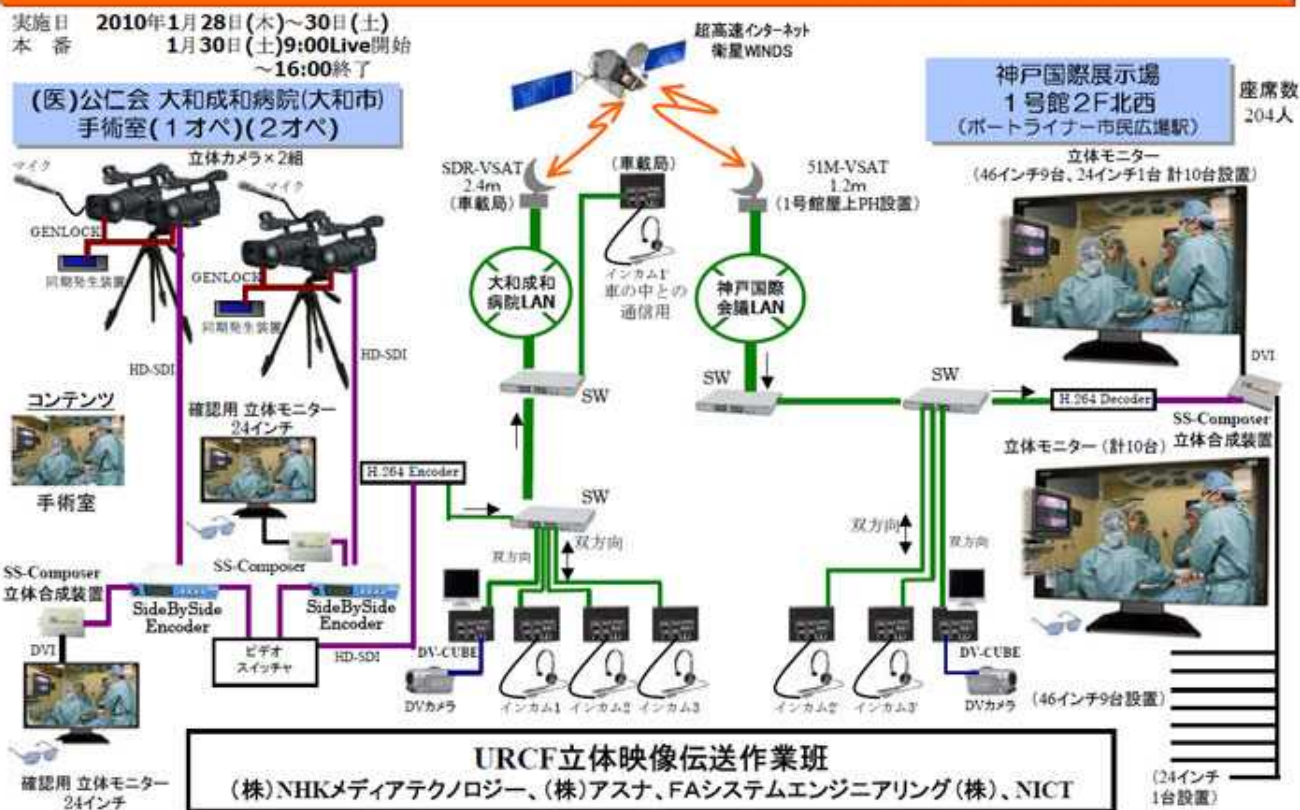 実施日　2010年1月28日(木)～30日(土)
本　番　1月30日(土)9:00Live開始
～16:00終了
(医)公仁会 大和成和病院(大和市)
手術室(１オペ)(２オペ)
超高速インターネット
衛星WINDS
神戸国際展示場
１号館２F北西
(ポートライナー市民広場駅)
座席数
204人
マイク
立体カメラ×2組
マイク
GENLOCK
同期発生装置
GENLOCK
同期発生装置
HD-SDI
HD-SDI
SDR-VSAT
2.4m
(車載局)
(車載局)
51M-VSAT
1.2m
(1号館屋上PH設置)
立体モニター
(46インチ9台、24インチ1台 計10台設置)
インカム1'
車の中との
通信用
大和成和
病院LAN
神戸国際
会議LAN
SW
SW
SW
DVI
H.264 Decoder
SS-Composer
立体合成装置
コンテンツ
手術室
確認用 立体モニター
24インチ
H.264 Encoder
SW
立体モニター (計10台)
双方向
双方向
双方向
双方向
SS-Composer
立体合成装置
SS-Composer
SideBySide
Encoder
SideBySide
Encoder
DVI
ビデオ
スイッチャ
HD-SDI
DV-CUBE
DVカメラ
インカム1
インカム2
インカム3
インカム2'
インカム3'
DV-CUBE
DVカメラ
(46インチ9台設置)
(24インチ
1台設置)
確認用 立体モニター
24インチ
URCF立体映像伝送作業班
(株)NHKメディアテクノロジー、(株)アスナ、FAシステムエンジニアリング(株)、NICT